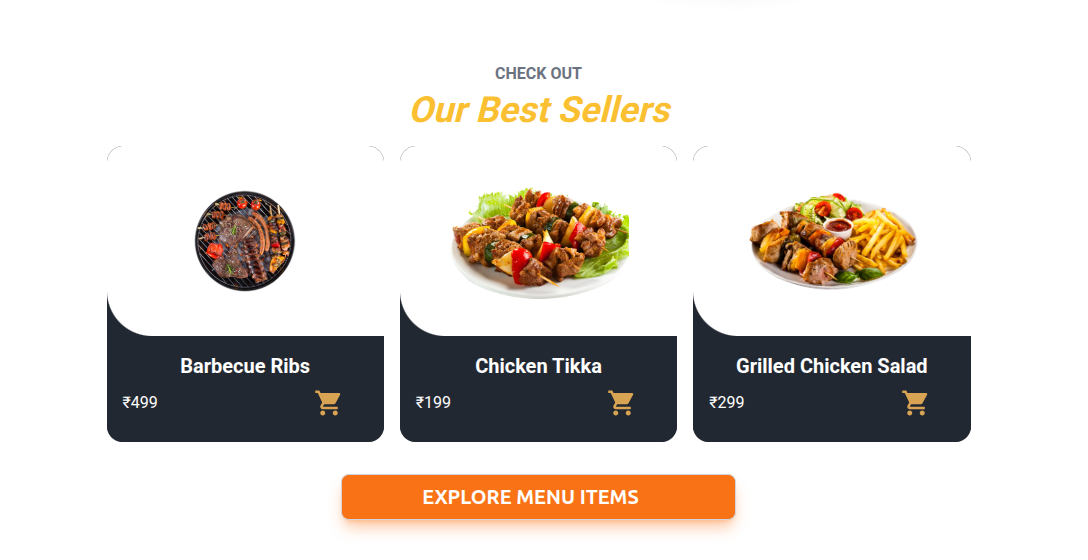 CHECK OUT
Our Best Sellers
Barbecue Ribs
₹499
Chicken Tikka
₹199
Grilled Chicken Salad
₹299
EXPLORE MENU ITEMS